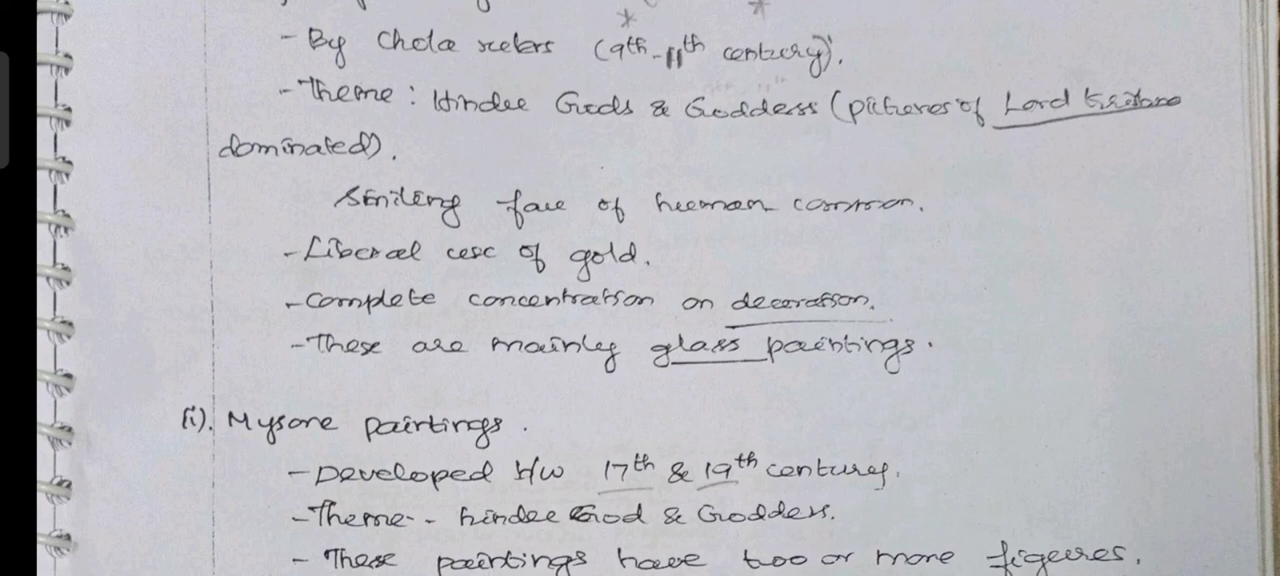 - By Chola rulers (9th - 11th century).
- Theme : Hindu Gods & Goddess (pictures of Lord Krishna
dominated).
Smiling face of human common.
- Liberal use of gold.
- Complete concentration on decoration.
- These are mainly glass paintings.
(i). Mysore paintings.
- Developed b/w 17th & 19th century.
- Theme - hindu God & Goddess.
- These paintings have too or more figures.